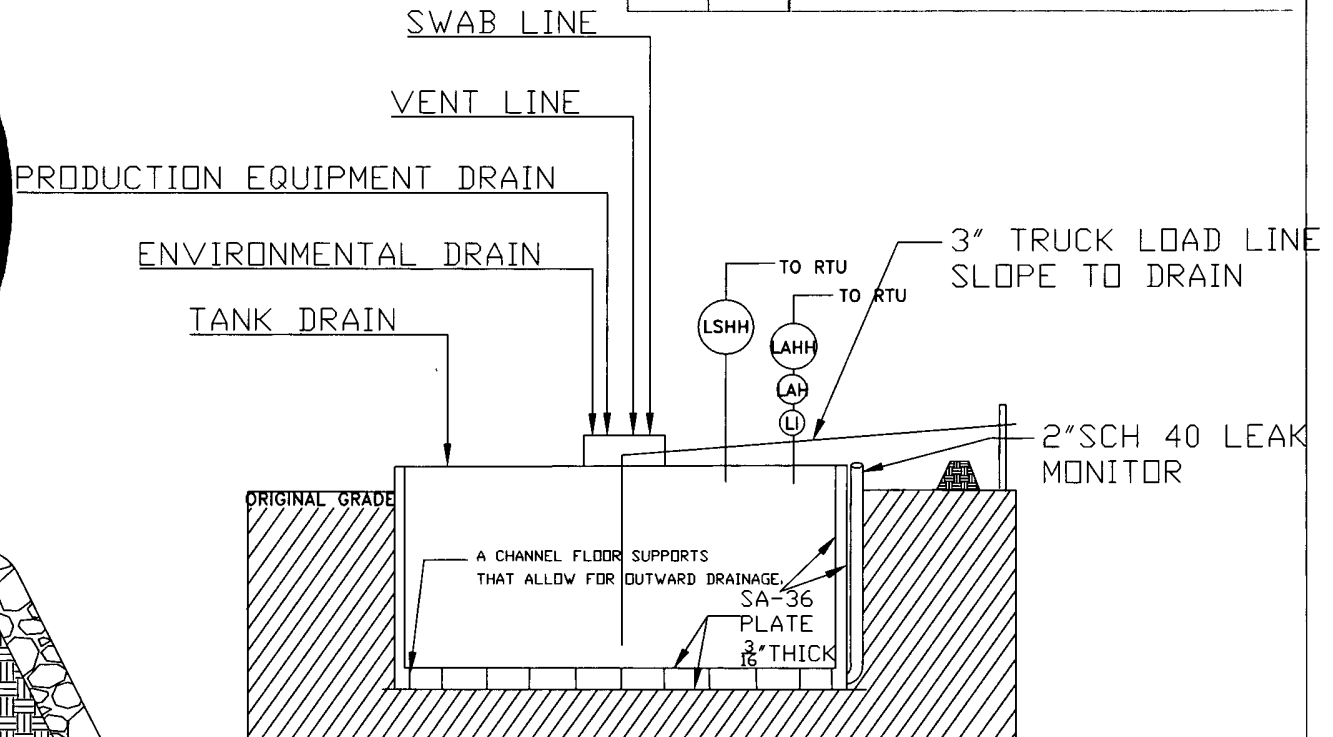 SWAB LINE
VENT LINE
PRODUCTION EQUIPMENT DRAIN
ENVIRONMENTAL DRAIN
TANK DRAIN
3" TRUCK LOAD LINE
SLOPE TO DRAIN
TO RTU
TO RTU
LSHH
LAHH
LAH
LI
2"SCH 40 LEAK
MONITOR
ORIGINAL GRADE
A CHANNEL FLOOR SUPPORTS
THAT ALLOW FOR OUTWARD DRAINAGE.
SA-36
PLATE
3/16"THICK